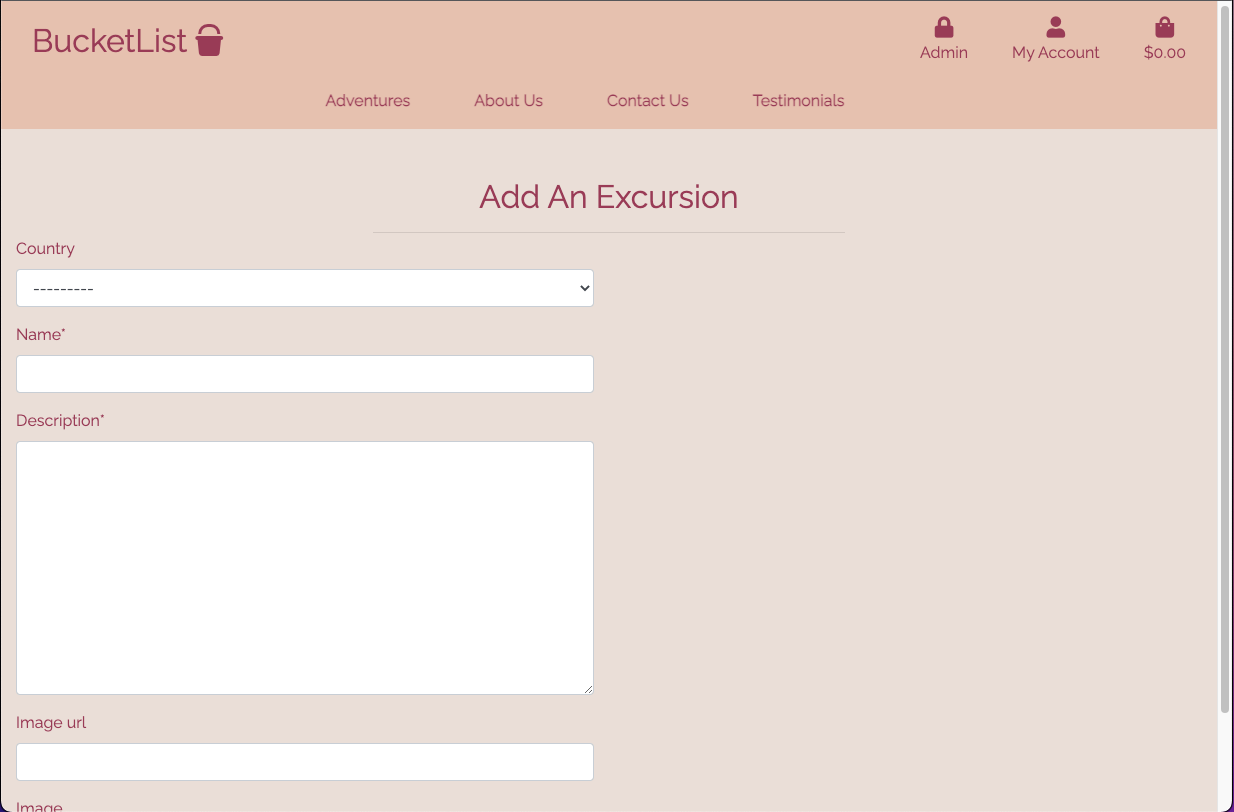 BucketList
Admin
My Account
$0.00
Adventures
About Us
Contact Us
Testimonials
Add An Excursion
Country
---------
Name*
Description*
Image url
Image